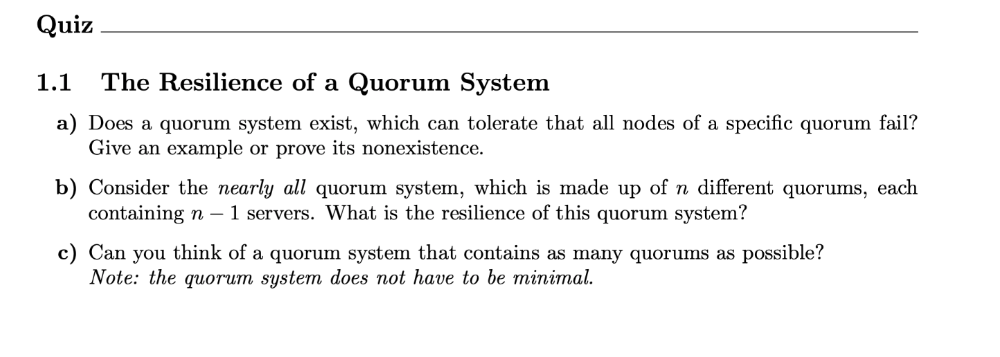 Quiz
1.1 The Resilience of a Quorum System
a) Does a quorum system exist, which can tolerate that all nodes of a specific quorum fail?
Give an example or prove its nonexistence.
b) Consider the nearly all quorum system, which is made up of n different quorums, each
containing n − 1 servers. What is the resilience of this quorum system?
c) Can you think of a quorum system that contains as many quorums as possible?
Note: the quorum system does not have to be minimal.